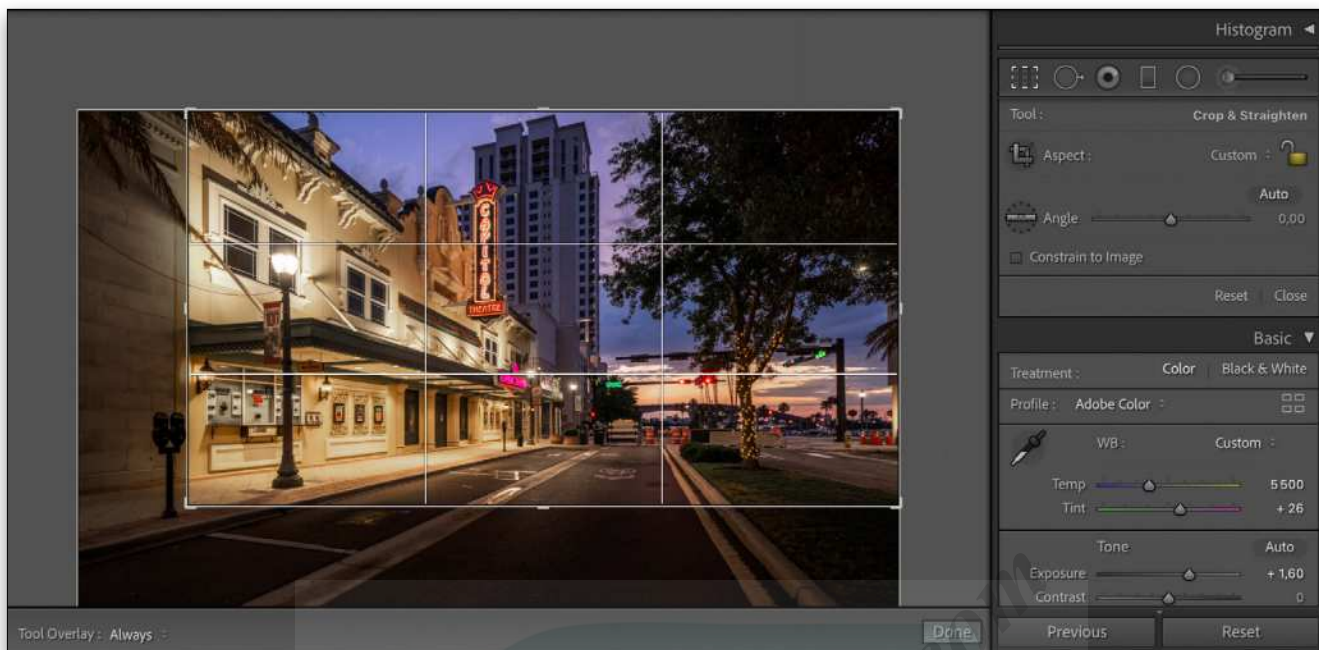 Histogram
Tool : Crop & Straighten
Aspect : Custom
Auto
Angle 0,00
Constrain to Image
Reset Close
Basic
Treatment : Color Black & White
Profile : Adobe Color
WB : Custom
Temp 5 500
Tint + 26
Tone Auto
Exposure + 1,60
Contrast 0
Previous Reset
CAPITOL
THEATRE
Tool Overlay : Always Done